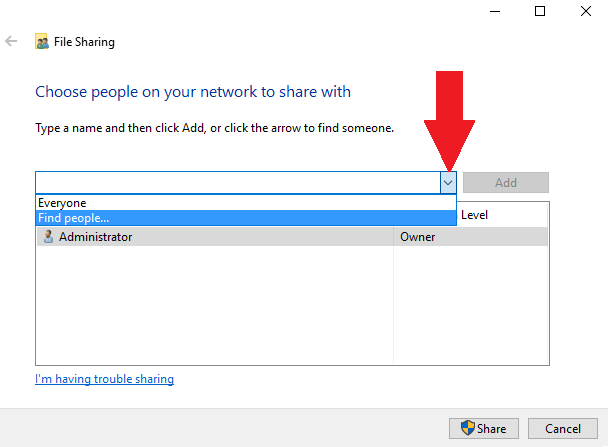 File Sharing
Choose people on your network to share with
Type a name and then click Add, or click the arrow to find someone.
Add
Everyone
Find people...
Level
Administrator Owner
I'm having trouble sharing
Share Cancel